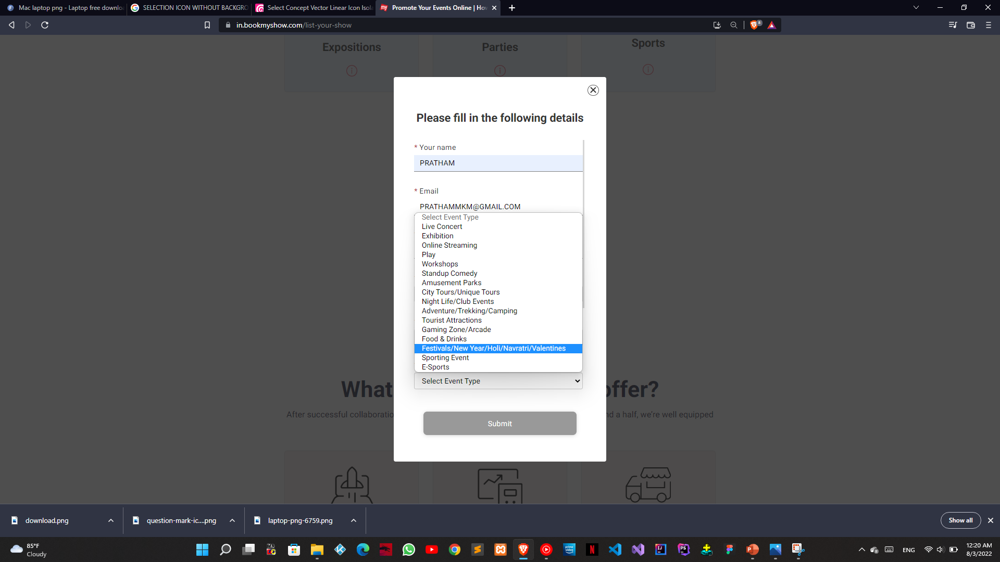 Mac laptop png - Laptop free downlo
SELECTION ICON WITHOUT BACKGRO
Select Concept Vector Linear Icon Isol
Promote Your Events Online | Ho
in.bookmyshow.com/list-your-show
8
Expositions
Parties
Sports
Please fill in the following details
* Your name
PRATHAM
* Email
PRATHAMMKM@GMAIL.COM
Select Event Type
Live Concert
Exhibition
Online Streaming
Play
Workshops
Standup Comedy
Amusement Parks
City Tours/Unique Tours
Night Life/Club Events
Adventure/Trekking/Camping
Tourist Attractions
Gaming Zone/Arcade
Food & Drinks
Festivals/New Year/Holi/Navratri/Valentines
Sporting Event
E-Sports
Select Event Type
What offer?
After successful collaboratio nd a half, we're well equipped
Submit
download.png
question-mark-ic....png
laptop-png-6759.png
Show all
85°F
Cloudy
ENG
12:20 AM
8/3/2022